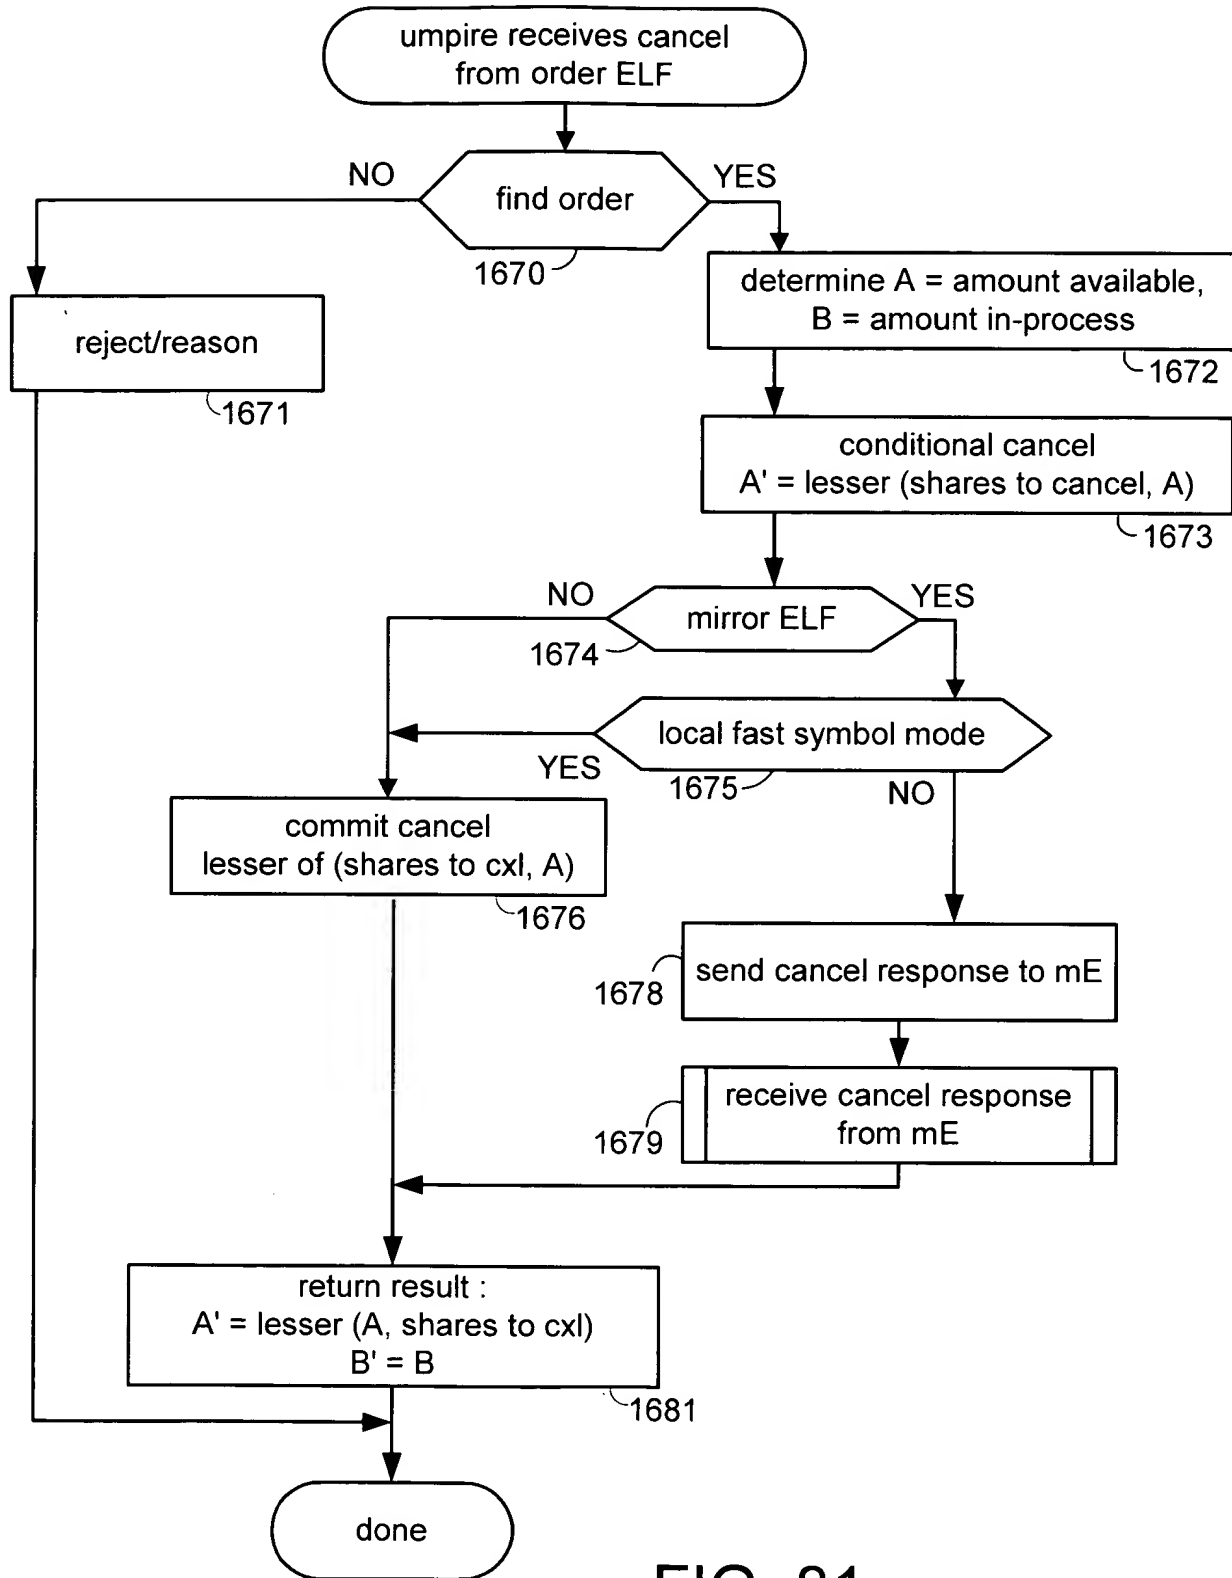 umpire receives cancel
from order ELF
NO
YES
find order
1670
determine A = amount available,
B = amount in-process
1672
reject/reason
1671
conditional cancel
A' = lesser (shares to cancel, A)
1673
NO
YES
mirror ELF
1674
local fast symbol mode
YES
1675
NO
commit cancel
lesser of (shares to cxl, A)
1676
send cancel response to mE
1678
receive cancel response
from mE
1679
return result :
A' = lesser (A, shares to cxl)
B' = B
1681
done
FIG. 81